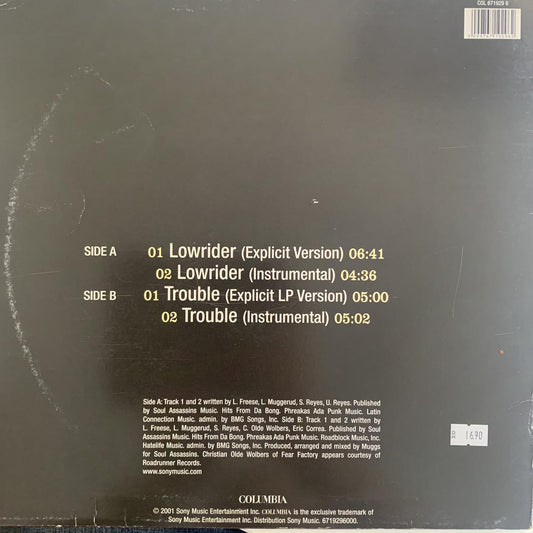 COL 671929 6
SIDE A 01 Lowrider (Explicit Version) 06:41
02 Lowrider (Instrumental) 04:36
SIDE B 01 Trouble (Explicit LP Version) 05:00
02 Trouble (Instrumental) 05:02
Side A: Track 1 and 2 written by L. Freese, L. Muggerud, S. Reyes, U. Reyes. Published
by Soul Assassins Music. Hits From Da Bong. Phreakas Ada Punk Music. Latin
Connection Music. admin. by BMG Songs, Inc. Side B: Track 1 and 2 written by
L. Freese, L. Muggerud, S. Reyes, C. Olde Wolbers, Eric Correa. Published by Soul
Assassins Music. Hits From Da Bong. Phreakas Ada Punk Music. Roadblock Music, Inc.
Hatelife Music. admin. by BMG Songs, Inc. Produced, arranged and mixed by Muggs
for Soul Assassins. Christian Olde Wolbers of Fear Factory appears courtesy of
Roadrunner Records.
www.sonymusic.com
1690
COLUMBIA
© 2001 Sony Music Entertainment Inc. COLUMBIA is the exclusive trademark of
Sony Music Entertainment Inc. Distribution Sony Music. 6719296000